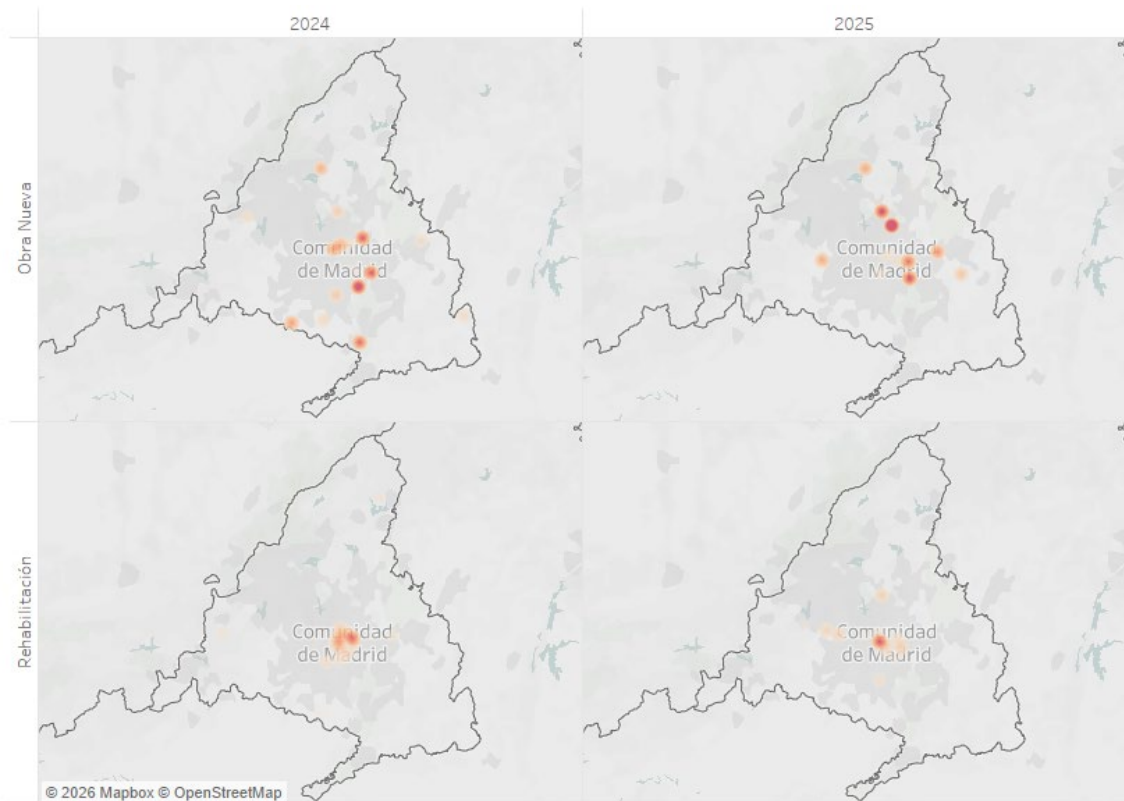 2024
2025
Obra Nueva
Comunidad
de Madrid
Comunidad
de Madrid
Rehabilitación
Comunidad
de Madrid
Comunidad
de Madrid
© 2026 Mapbox © OpenStreetMap